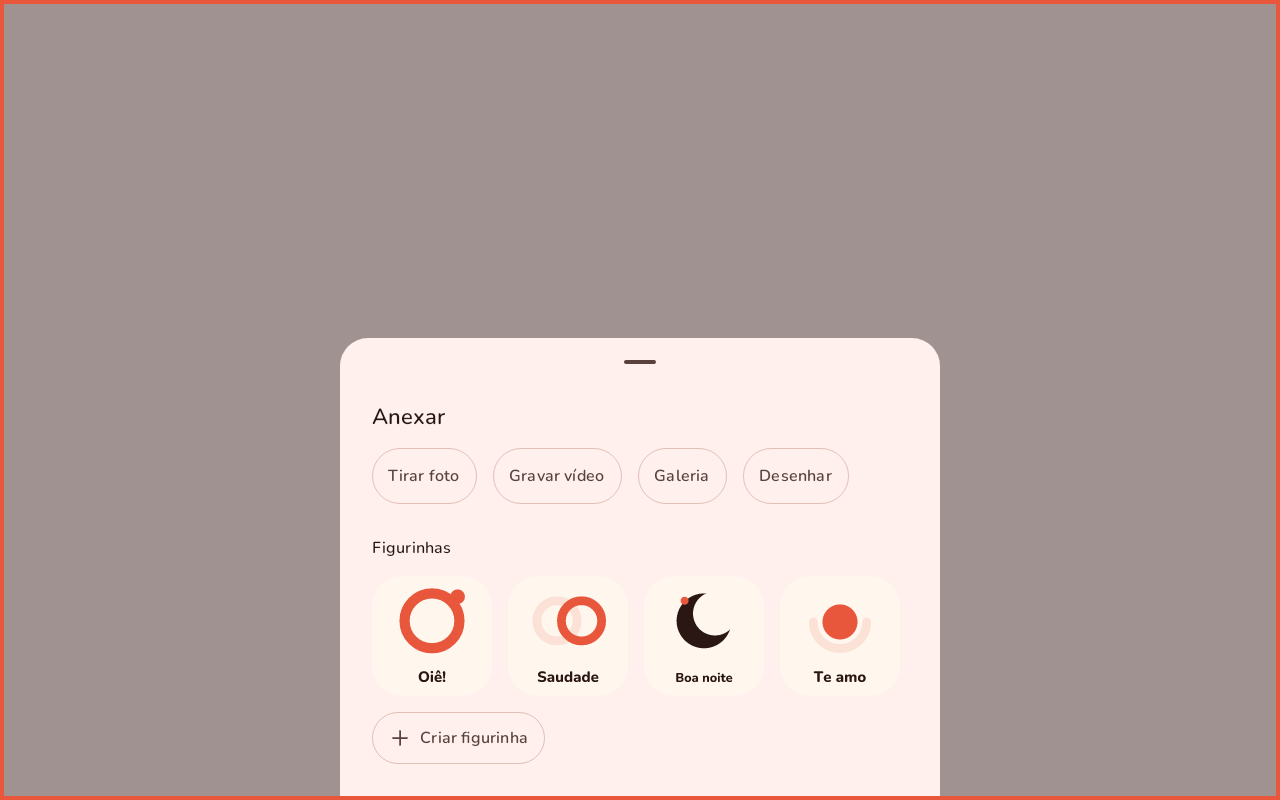 Anexar
Tirar foto
Gravar vídeo
Galeria
Desenhar
Figurinhas
Oiê!
Saudade
Boa noite
Te amo
Criar figurinha